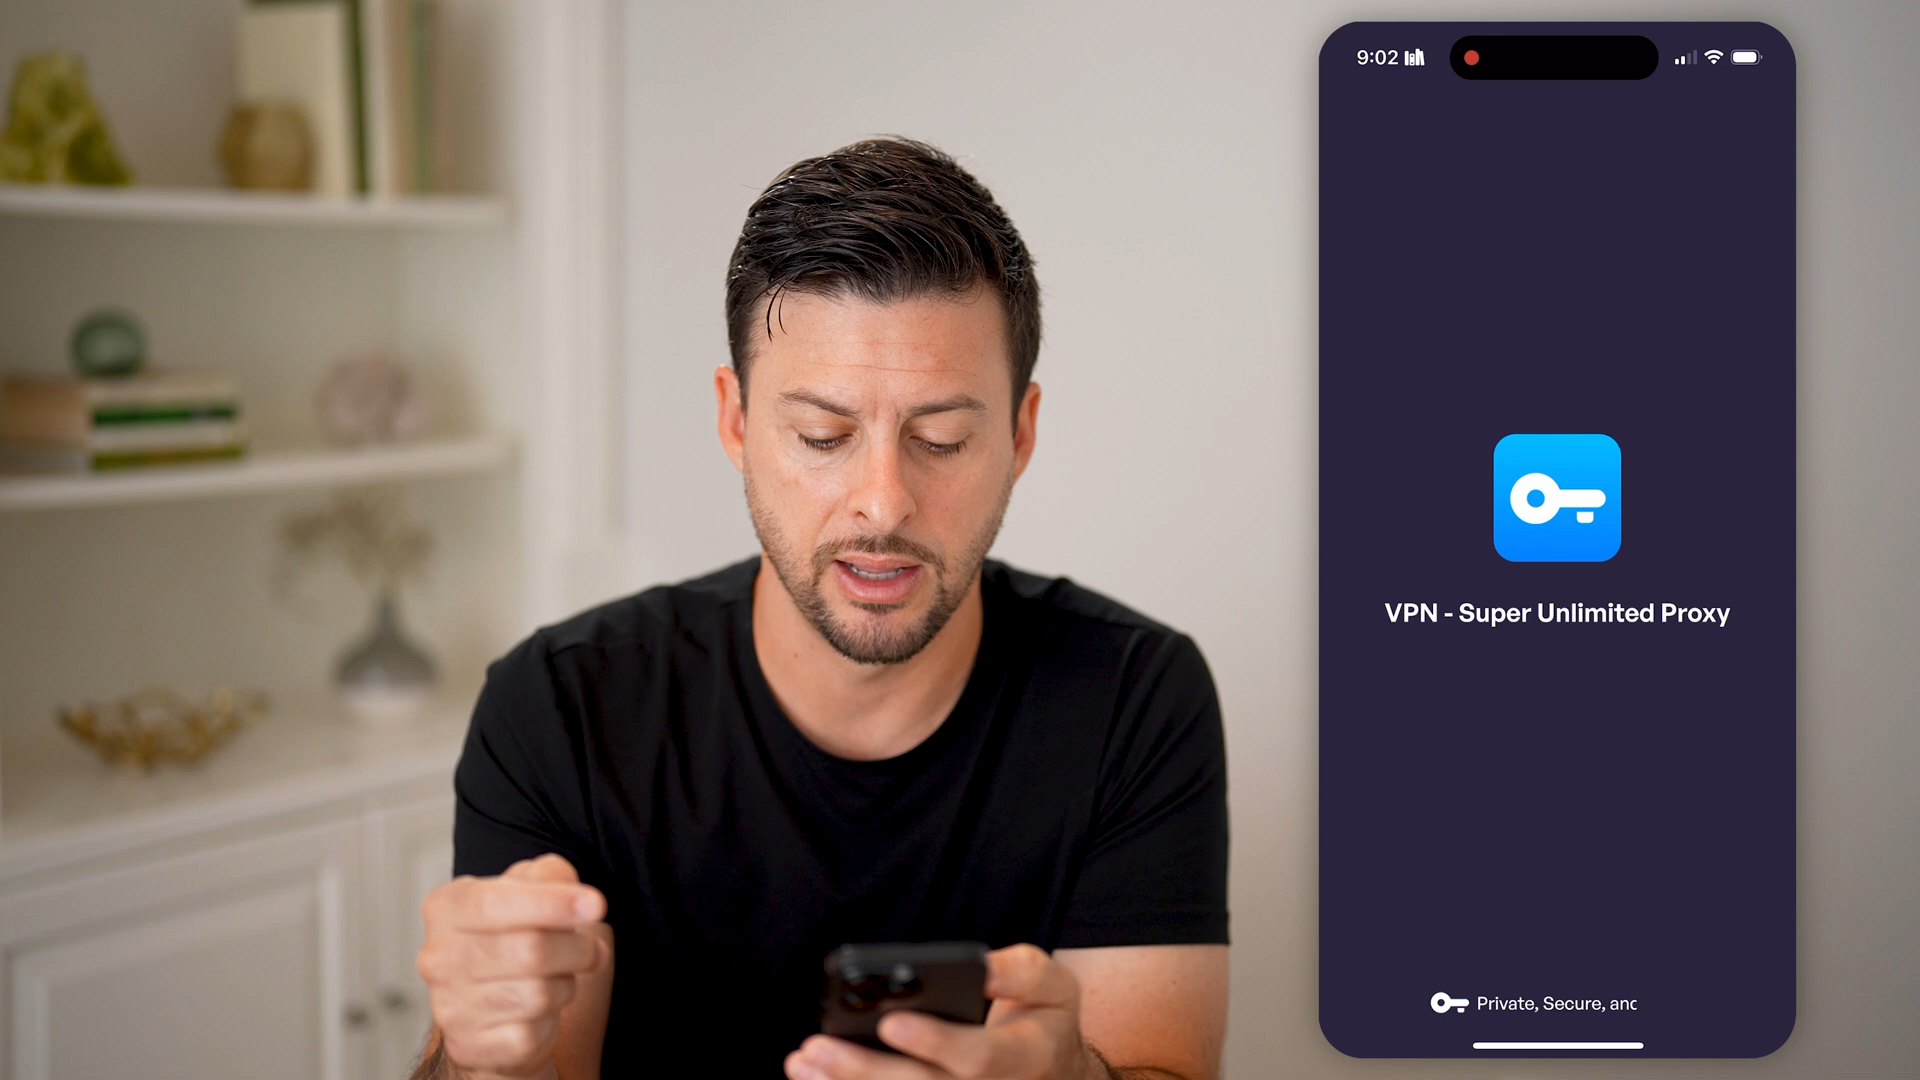 9:02
VPN - Super Unlimited Proxy
Private, Secure, anc